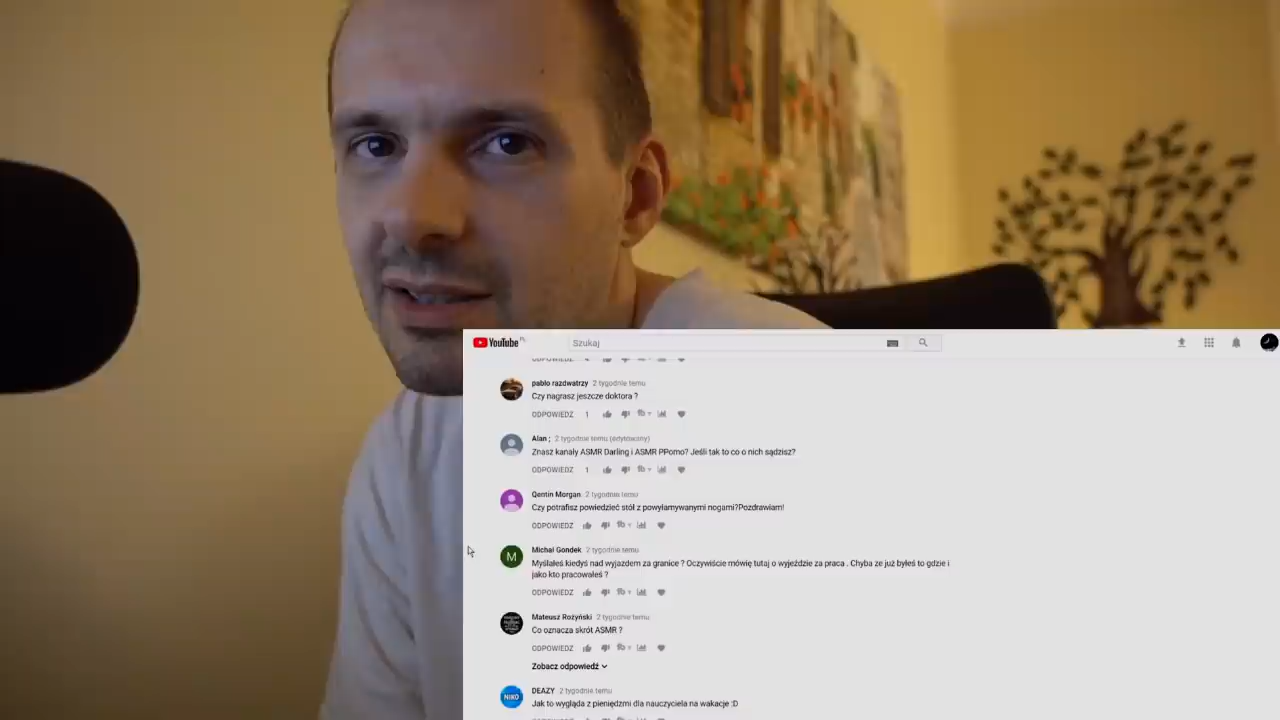 YouTube PL
Szukaj
ODPOWIEDZ
pablo razdwatrzy 2 tygodnie temu
Czy nagrasz jeszcze doktora ?
ODPOWIEDZ 1
Alan ; 2 tygodnie temu (edytowany)
Znasz kanały ASMR Darling i ASMR PPomo? Jeśli tak to co o nich sądzisz?
ODPOWIEDZ 1
Qentin Morgan 2 tygodnie temu
Czy potrafisz powiedzieć stół z powyłamywanymi nogami?Pozdrawiam!
ODPOWIEDZ
M
Michał Gondek 2 tygodnie temu
Myślałeś kiedyś nad wyjazdem za granice ? Oczywiście mówię tutaj o wyjeździe za praca . Chyba ze już byłeś to gdzie i
jako kto pracowałeś ?
ODPOWIEDZ
Mateusz Rożyński 2 tygodnie temu
Co oznacza skrót ASMR ?
ODPOWIEDZ
Zobacz odpowiedź
NIKO
DEAZY 2 tygodnie temu
Jak to wygląda z pieniędzmi dla nauczyciela na wakacje :D